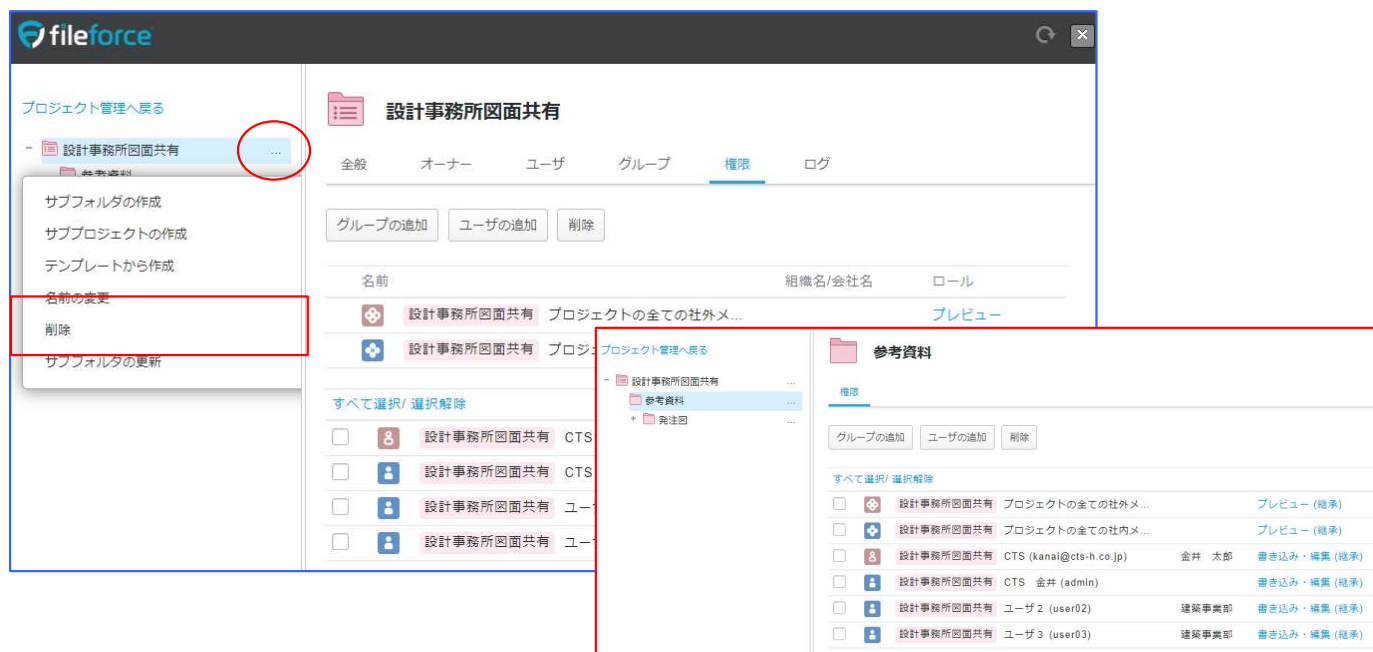 fileforce
プロジェクト管理へ戻る
- 設計事務所図面共有 ...
参考資料
サブフォルダの作成
サブプロジェクトの作成
テンプレートから作成
名前の変更
削除
サブフォルダの更新
設計事務所図面共有
全般 オーナー ユーザ グループ 権限 ログ
グループの追加 ユーザの追加 削除
名前 組織名/会社名 ロール
設計事務所図面共有 プロジェクトの全ての社外メ... プレビュー
設計事務所図面共有 プロジ
すべて選択/ 選択解除
設計事務所図面共有 CTS
設計事務所図面共有 CTS
設計事務所図面共有 ユー
設計事務所図面共有 ユー
プロジェクト管理へ戻る
- 設計事務所図面共有 ...
参考資料 ...
+ 発注図 ...
参考資料
権限
グループの追加 ユーザの追加 削除
すべて選択/ 選択解除
設計事務所図面共有 プロジェクトの全ての社外メ... プレビュー (継承)
設計事務所図面共有 プロジェクトの全ての社内メ... プレビュー (継承)
設計事務所図面共有 CTS (kanai@cts-h.co.jp) 金井 太郎 書き込み・編集 (継承)
設計事務所図面共有 CTS 金井 (admin) 書き込み・編集 (継承)
設計事務所図面共有 ユーザ2 (user02) 建築事業部 書き込み・編集 (継承)
設計事務所図面共有 ユーザ3 (user03) 建築事業部 書き込み・編集 (継承)